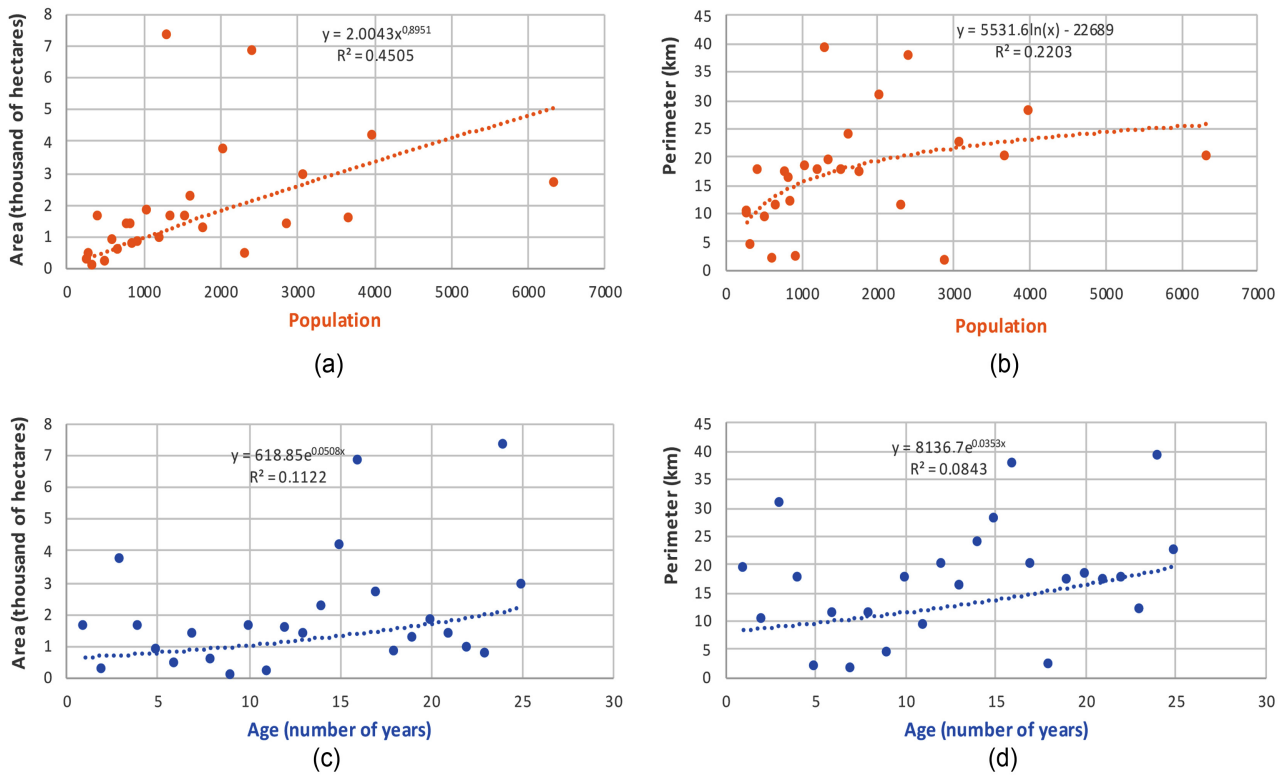 Area (thousand of hectares)
8
7
6
5
4
3
2
1
0
y = 2.0043x^0,8951
R² = 0.4505
0 1000 2000 3000 4000 5000 6000 7000
Population
(a)
Perimeter (km)
45
40
35
30
25
20
15
10
5
0
y = 5531.6ln(x) - 22689
R² = 0.2203
0 1000 2000 3000 4000 5000 6000 7000
Population
(b)
Area (thousand of hectares)
8
7
6
5
4
3
2
1
0
y = 618.85e^0.0508x
R² = 0.1122
0 5 10 15 20 25 30
Age (number of years)
(c)
Perimeter (km)
45
40
35
30
25
20
15
10
5
0
y = 8136.7e^0.0353x
R² = 0.0843
0 5 10 15 20 25 30
Age (number of years)
(d)